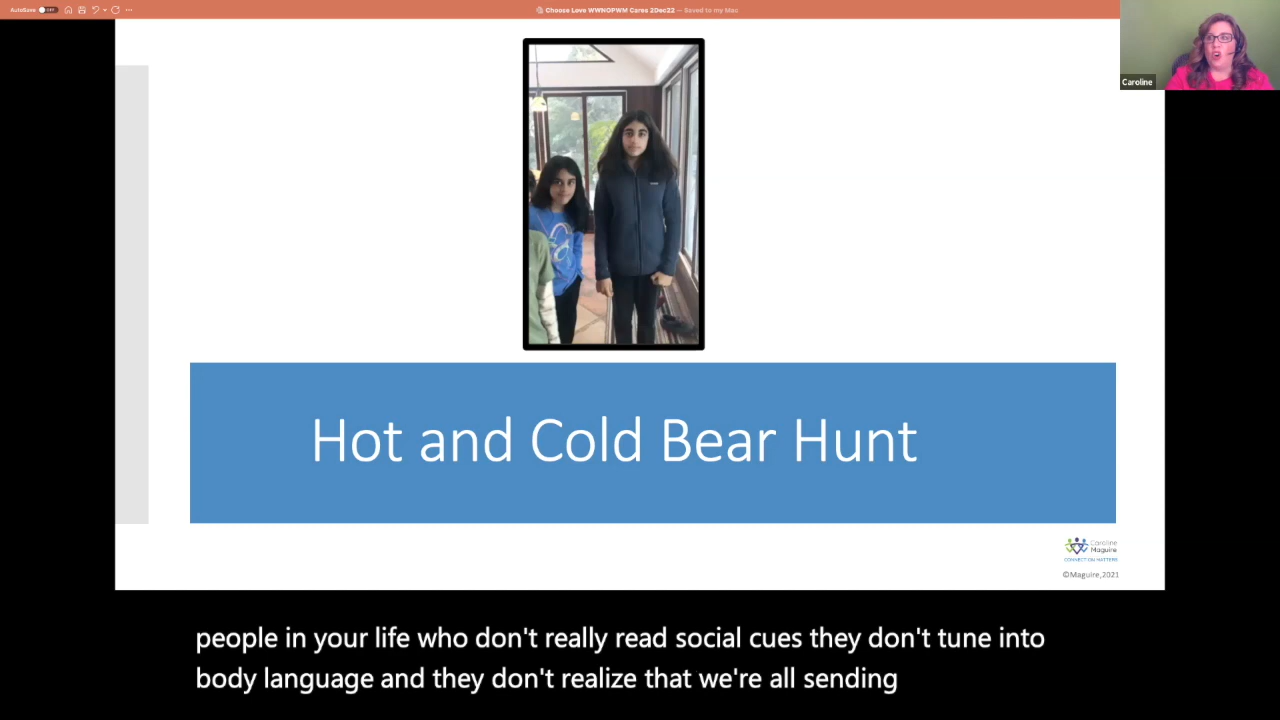 AutoSave OFF
Choose Love WWNOPWM Cares 2Dec22 — Saved to my Mac
Caroline
Hot and Cold Bear Hunt
Caroline
Maguire
CONNECTION MATTERS
©Maguire,2021
people in your life who don't really read social cues they don't tune into
body language and they don't realize that we're all sending